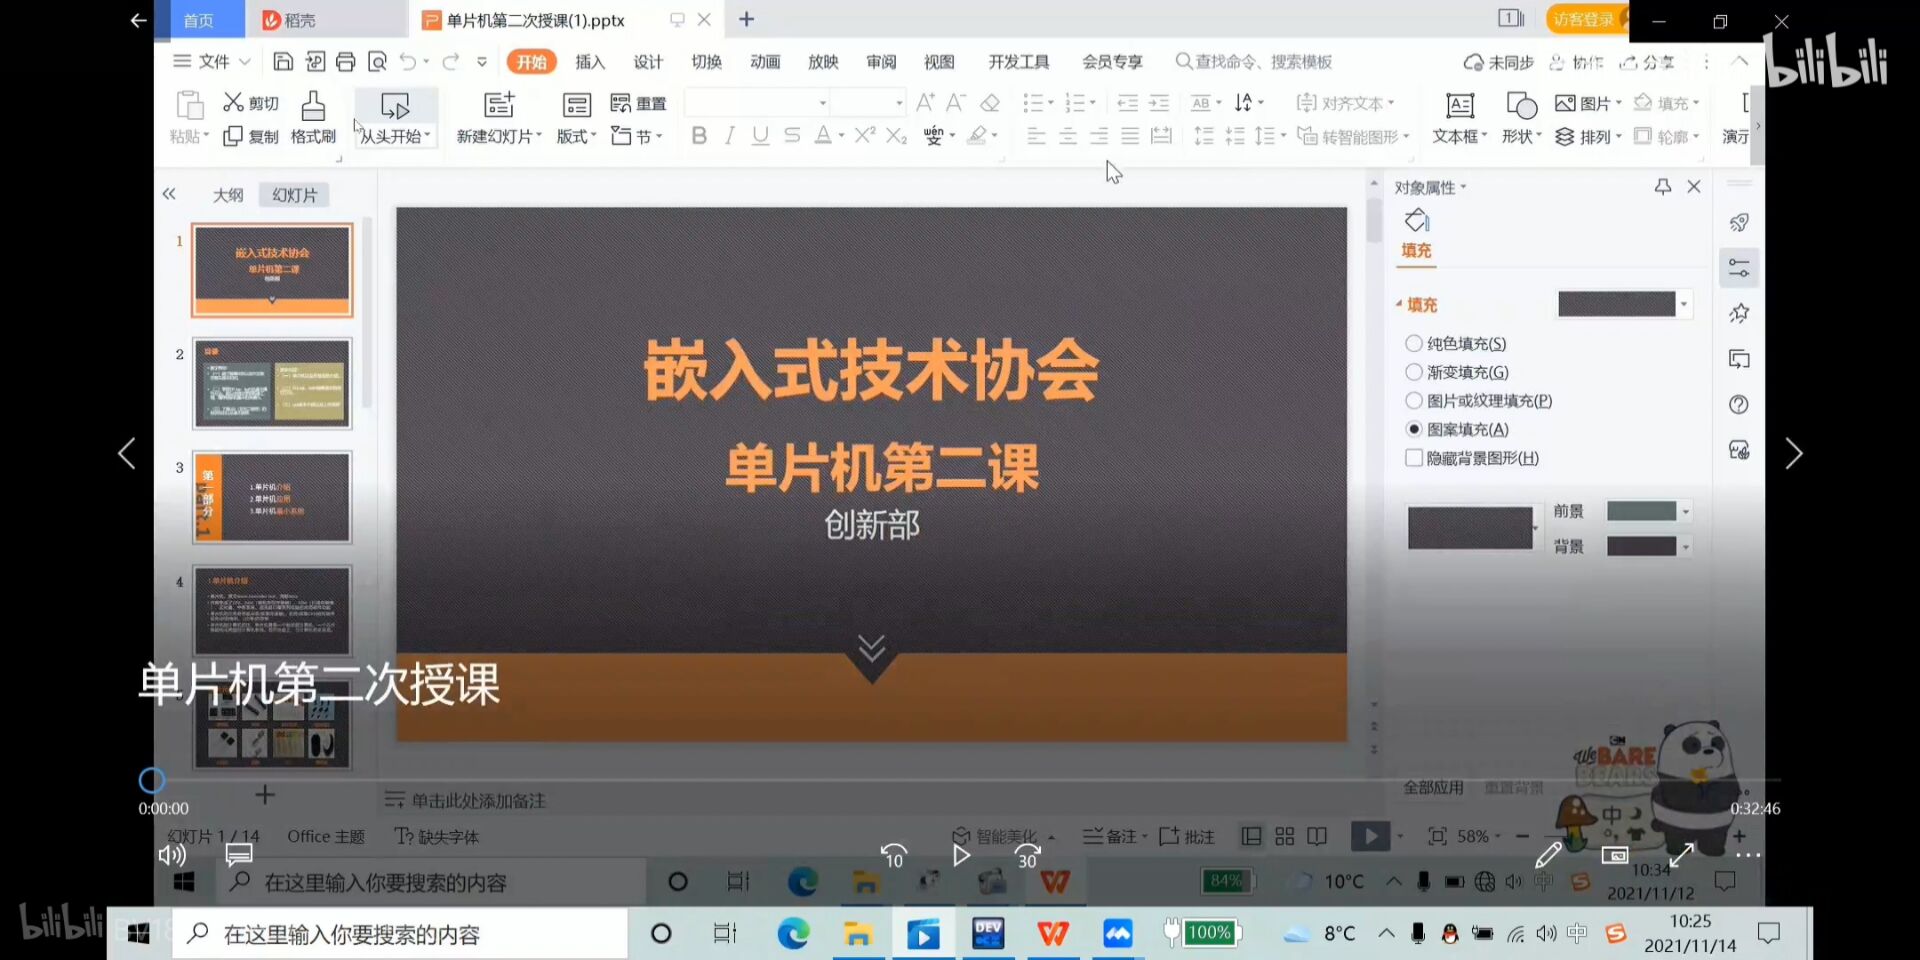 首页
稻壳
单片机第二次授课(1).pptx
访客登录
bilibili
文件
开始
插入
设计
切换
动画
放映
审阅
视图
开发工具
会员专享
查找命令、搜索模板
未同步
协作
分享
粘贴
剪切
复制
格式刷
从头开始
新建幻灯片
版式
重置
节
对齐文本
转智能图形
文本框
形状
图片
排列
填充
轮廓
演示
大纲
幻灯片
对象属性
填充
填充
纯色填充(S)
渐变填充(G)
图片或纹理填充(P)
图案填充(A)
隐藏背景图形(H)
前景
背景
1
嵌入式技术协会
单片机第二课
创新部
2
目录
3
第一部分
1.单片机介绍
2.单片机应用
3.单片机最小系统
4
1.单片机介绍
嵌入式技术协会
单片机第二课
创新部
单片机第二次授课
We BARE BEARS
全部应用
重置背景
0:00:00
0:32:46
单击此处添加备注
幻灯片 1 / 14
Office 主题
缺失字体
智能美化
备注
批注
58%
10
30
在这里输入你要搜索的内容
84%
10°C
中
10:34
2021/11/12
bilibili
在这里输入你要搜索的内容
DEV
100%
8°C
中
10:25
2021/11/14